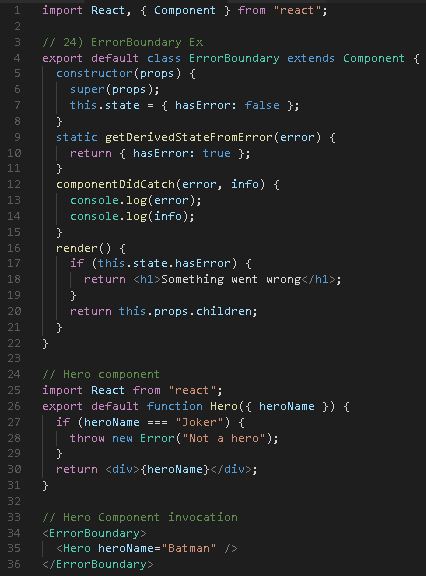 1 import React, { Component } from "react";
2
3 // 24) ErrorBoundary Ex
4 export default class ErrorBoundary extends Component {
5 constructor(props) {
6 super(props);
7 this.state = { hasError: false };
8 }
9 static getDerivedStateFromError(error) {
10 return { hasError: true };
11 }
12 componentDidCatch(error, info) {
13 console.log(error);
14 console.log(info);
15 }
16 render() {
17 if (this.state.hasError) {
18 return <h1>Something went wrong</h1>;
19 }
20 return this.props.children;
21 }
22 }
23
24 // Hero component
25 import React from "react";
26 export default function Hero({ heroName }) {
27 if (heroName === "Joker") {
28 throw new Error("Not a hero");
29 }
30 return <div>{heroName}</div>;
31 }
32
33 // Hero Component invocation
34 <ErrorBoundary>
35 <Hero heroName="Batman" />
36 </ErrorBoundary>